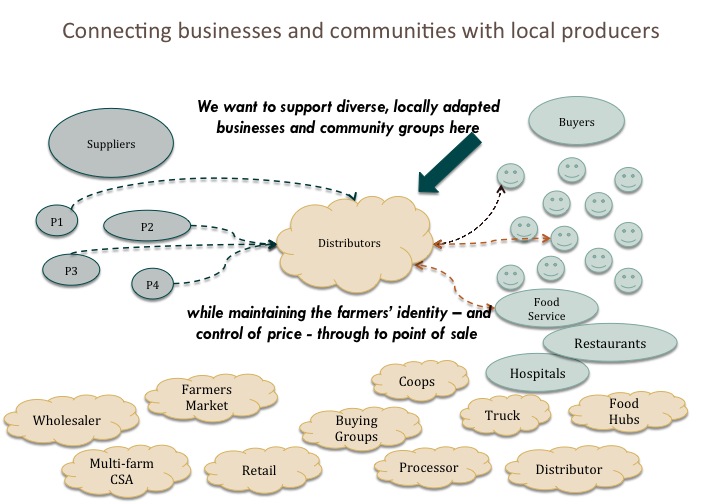 Connecting businesses and communities with local producers
We want to support diverse, locally adapted
businesses and community groups here
Suppliers
Buyers
P1
P2
P3
P4
Distributors
while maintaining the farmers' identity – and
control of price - through to point of sale
Food
Service
Restaurants
Hospitals
Coops
Farmers
Market
Wholesaler
Buying
Groups
Truck
Food
Hubs
Multi-farm
CSA
Retail
Processor
Distributor